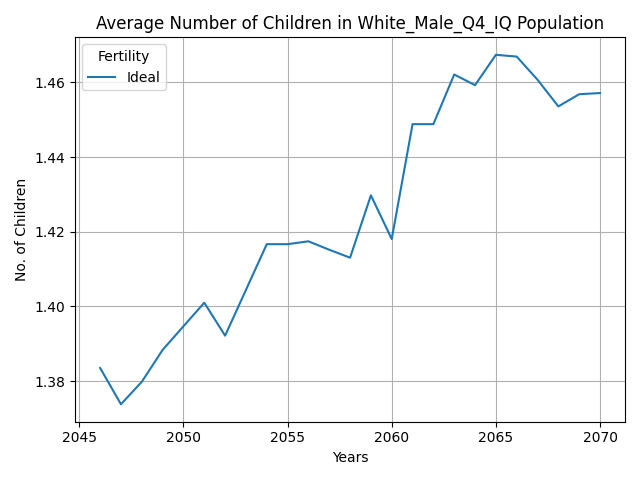 Average Number of Children in White_Male_Q4_IQ Population
Fertility
Ideal
1.46
1.44
1.42
1.40
1.38
No. of Children
2045 2050 2055 2060 2065 2070
Years